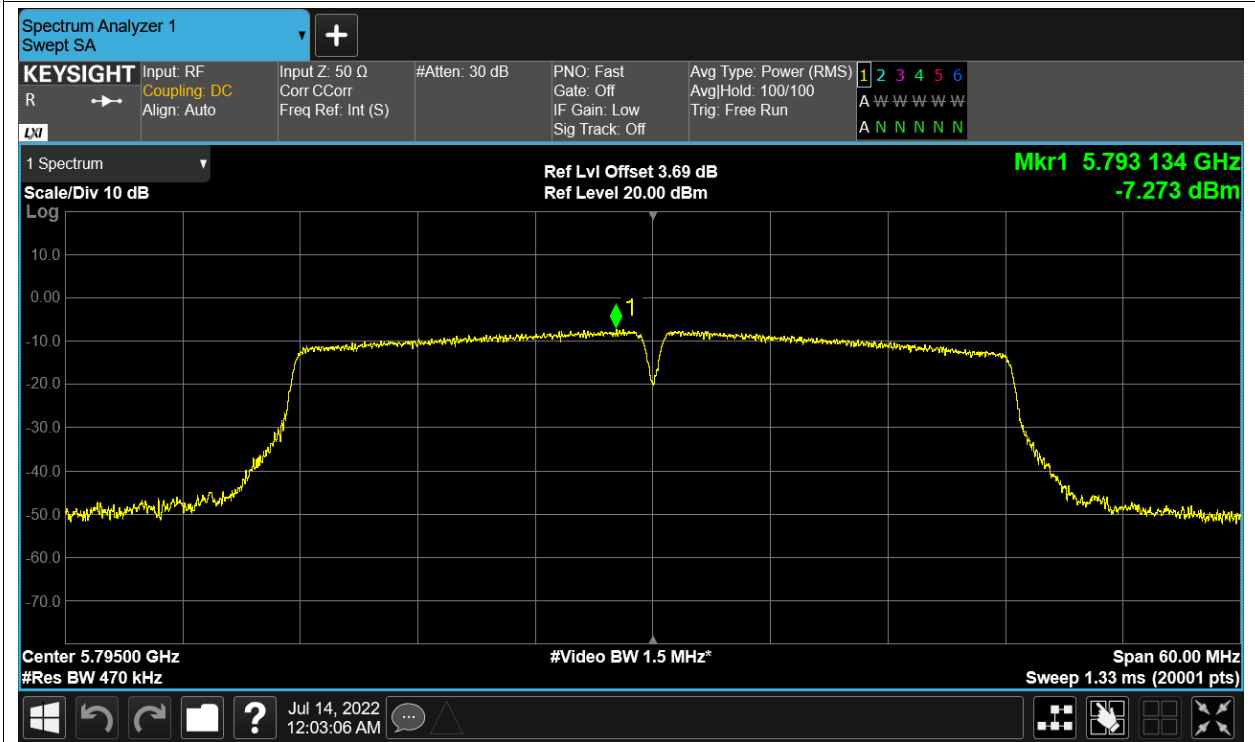 Spectrum Analyzer 1
Swept SA
KEYSIGHT
R
LXI
Input: RF
Coupling: DC
Align: Auto
Input Z: 50 Ω
Corr CCorr
Freq Ref: Int (S)
#Atten: 30 dB
PNO: Fast
Gate: Off
IF Gain: Low
Sig Track: Off
Avg Type: Power (RMS)
Avg|Hold: 100/100
Trig: Free Run
1 2 3 4 5 6
A W W W W W
A N N N N N
1 Spectrum
Scale/Div 10 dB
Log
Ref Lvl Offset 3.69 dB
Ref Level 20.00 dBm
Mkr1 5.793 134 GHz
-7.273 dBm
10.0
0.00
-10.0
-20.0
-30.0
-40.0
-50.0
-60.0
-70.0
1
Center 5.79500 GHz
#Res BW 470 kHz
#Video BW 1.5 MHz*
Span 60.00 MHz
Sweep 1.33 ms (20001 pts)
?
Jul 14, 2022
12:03:06 AM